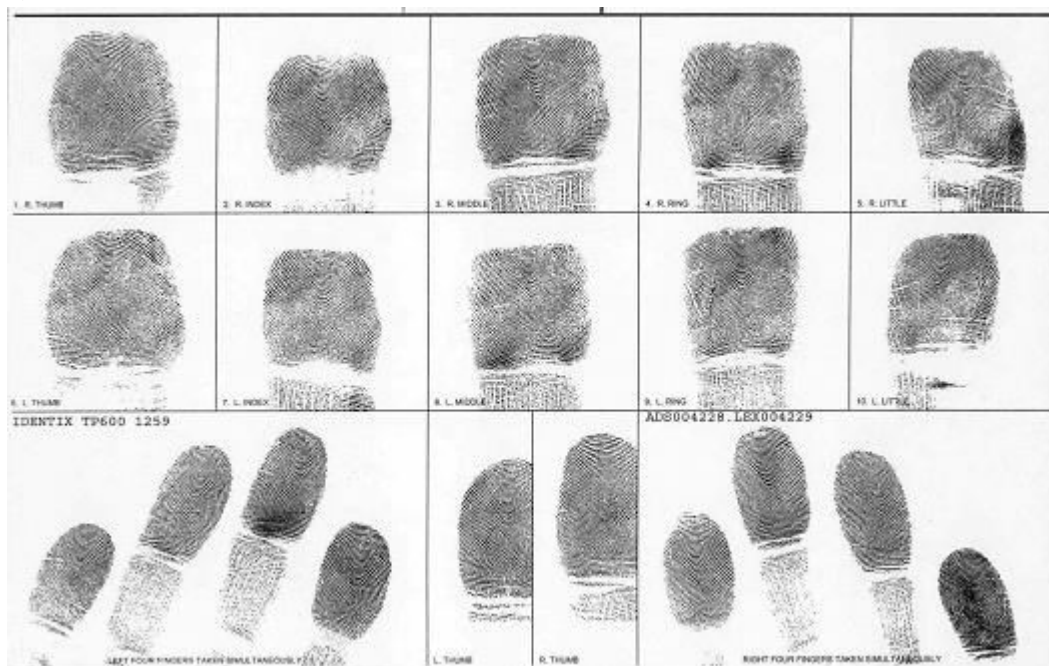 1. R. THUMB
2. R. INDEX
3. R. MIDDLE
4. R. RING
5. R. LITTLE
6. L. THUMB
7. L. INDEX
8. L. MIDDLE
9. L. RING
10. L. LITTLE
IDENTIX TP600 1259
ADS004228.LEX004229
LEFT FOUR FINGERS TAKEN SIMULTANEOUSLY
L. THUMB
R. THUMB
RIGHT FOUR FINGERS TAKEN SIMULTANEOUSLY